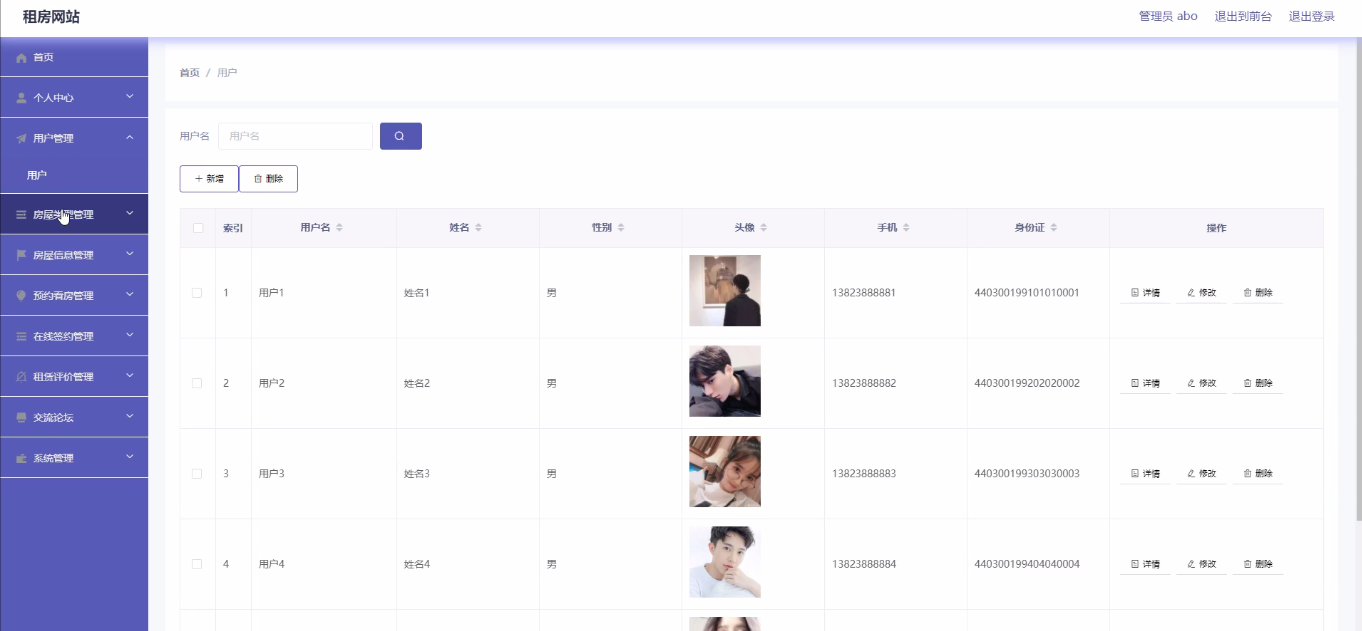 租房网站
管理员 abo 退出到前台 退出登录
首页
个人中心
用户管理
用户
房屋类型管理
房屋信息管理
预约看房管理
在线签约管理
租赁评价管理
交流论坛
系统管理
首页 / 用户
用户名 用户名
+ 新增 删除
索引 用户名 姓名 性别 头像 手机 身份证 操作
1 用户1 姓名1 男 13823888881 440300199101010001 详情 修改 删除
2 用户2 姓名2 男 13823888882 440300199202020002 详情 修改 删除
3 用户3 姓名3 男 13823888883 440300199303030003 详情 修改 删除
4 用户4 姓名4 男 13823888884 440300199404040004 详情 修改 删除